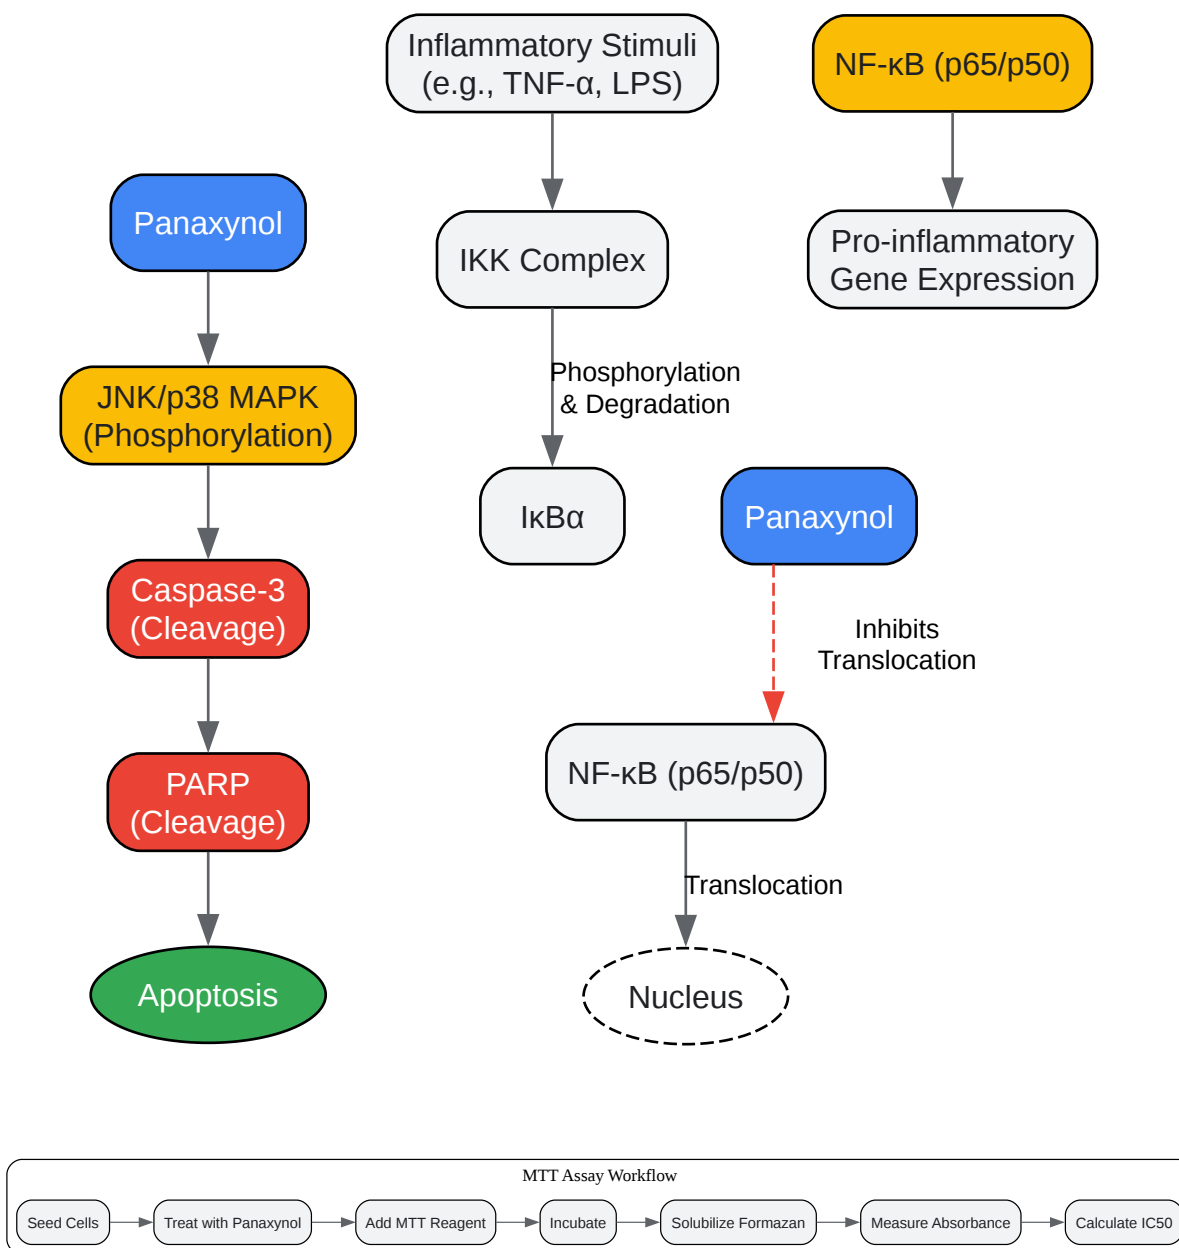 Inflammatory Stimuli
(e.g., TNF-α, LPS)
NF-κB (p65/p50)
Panaxynol
IKK Complex
Pro-inflammatory
Gene Expression
JNK/p38 MAPK
(Phosphorylation)
Phosphorylation
& Degradation
IκBα
Panaxynol
Caspase-3
(Cleavage)
Inhibits
Translocation
PARP
(Cleavage)
NF-κB (p65/p50)
Translocation
Apoptosis
Nucleus
MTT Assay Workflow
Seed Cells
Treat with Panaxynol
Add MTT Reagent
Incubate
Solubilize Formazan
Measure Absorbance
Calculate IC50